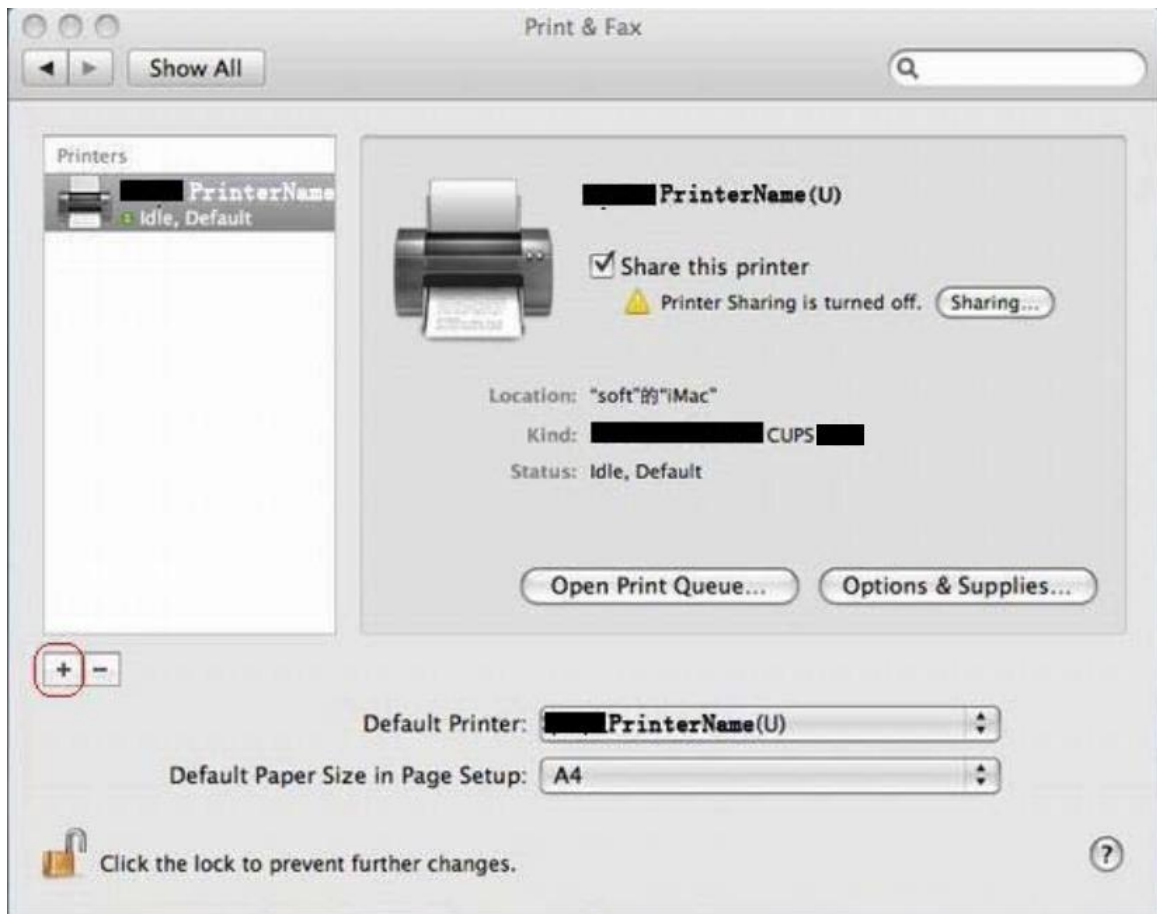 Print & Fax
Show All
Printers
PrinterName
Idle, Default
PrinterName(U)
Share this printer
Printer Sharing is turned off. Sharing...
Location: "soft"的"iMac"
Kind: CUPS
Status: Idle, Default
Open Print Queue... Options & Supplies...
+ −
Default Printer: PrinterName(U)
Default Paper Size in Page Setup: A4
Click the lock to prevent further changes. ?